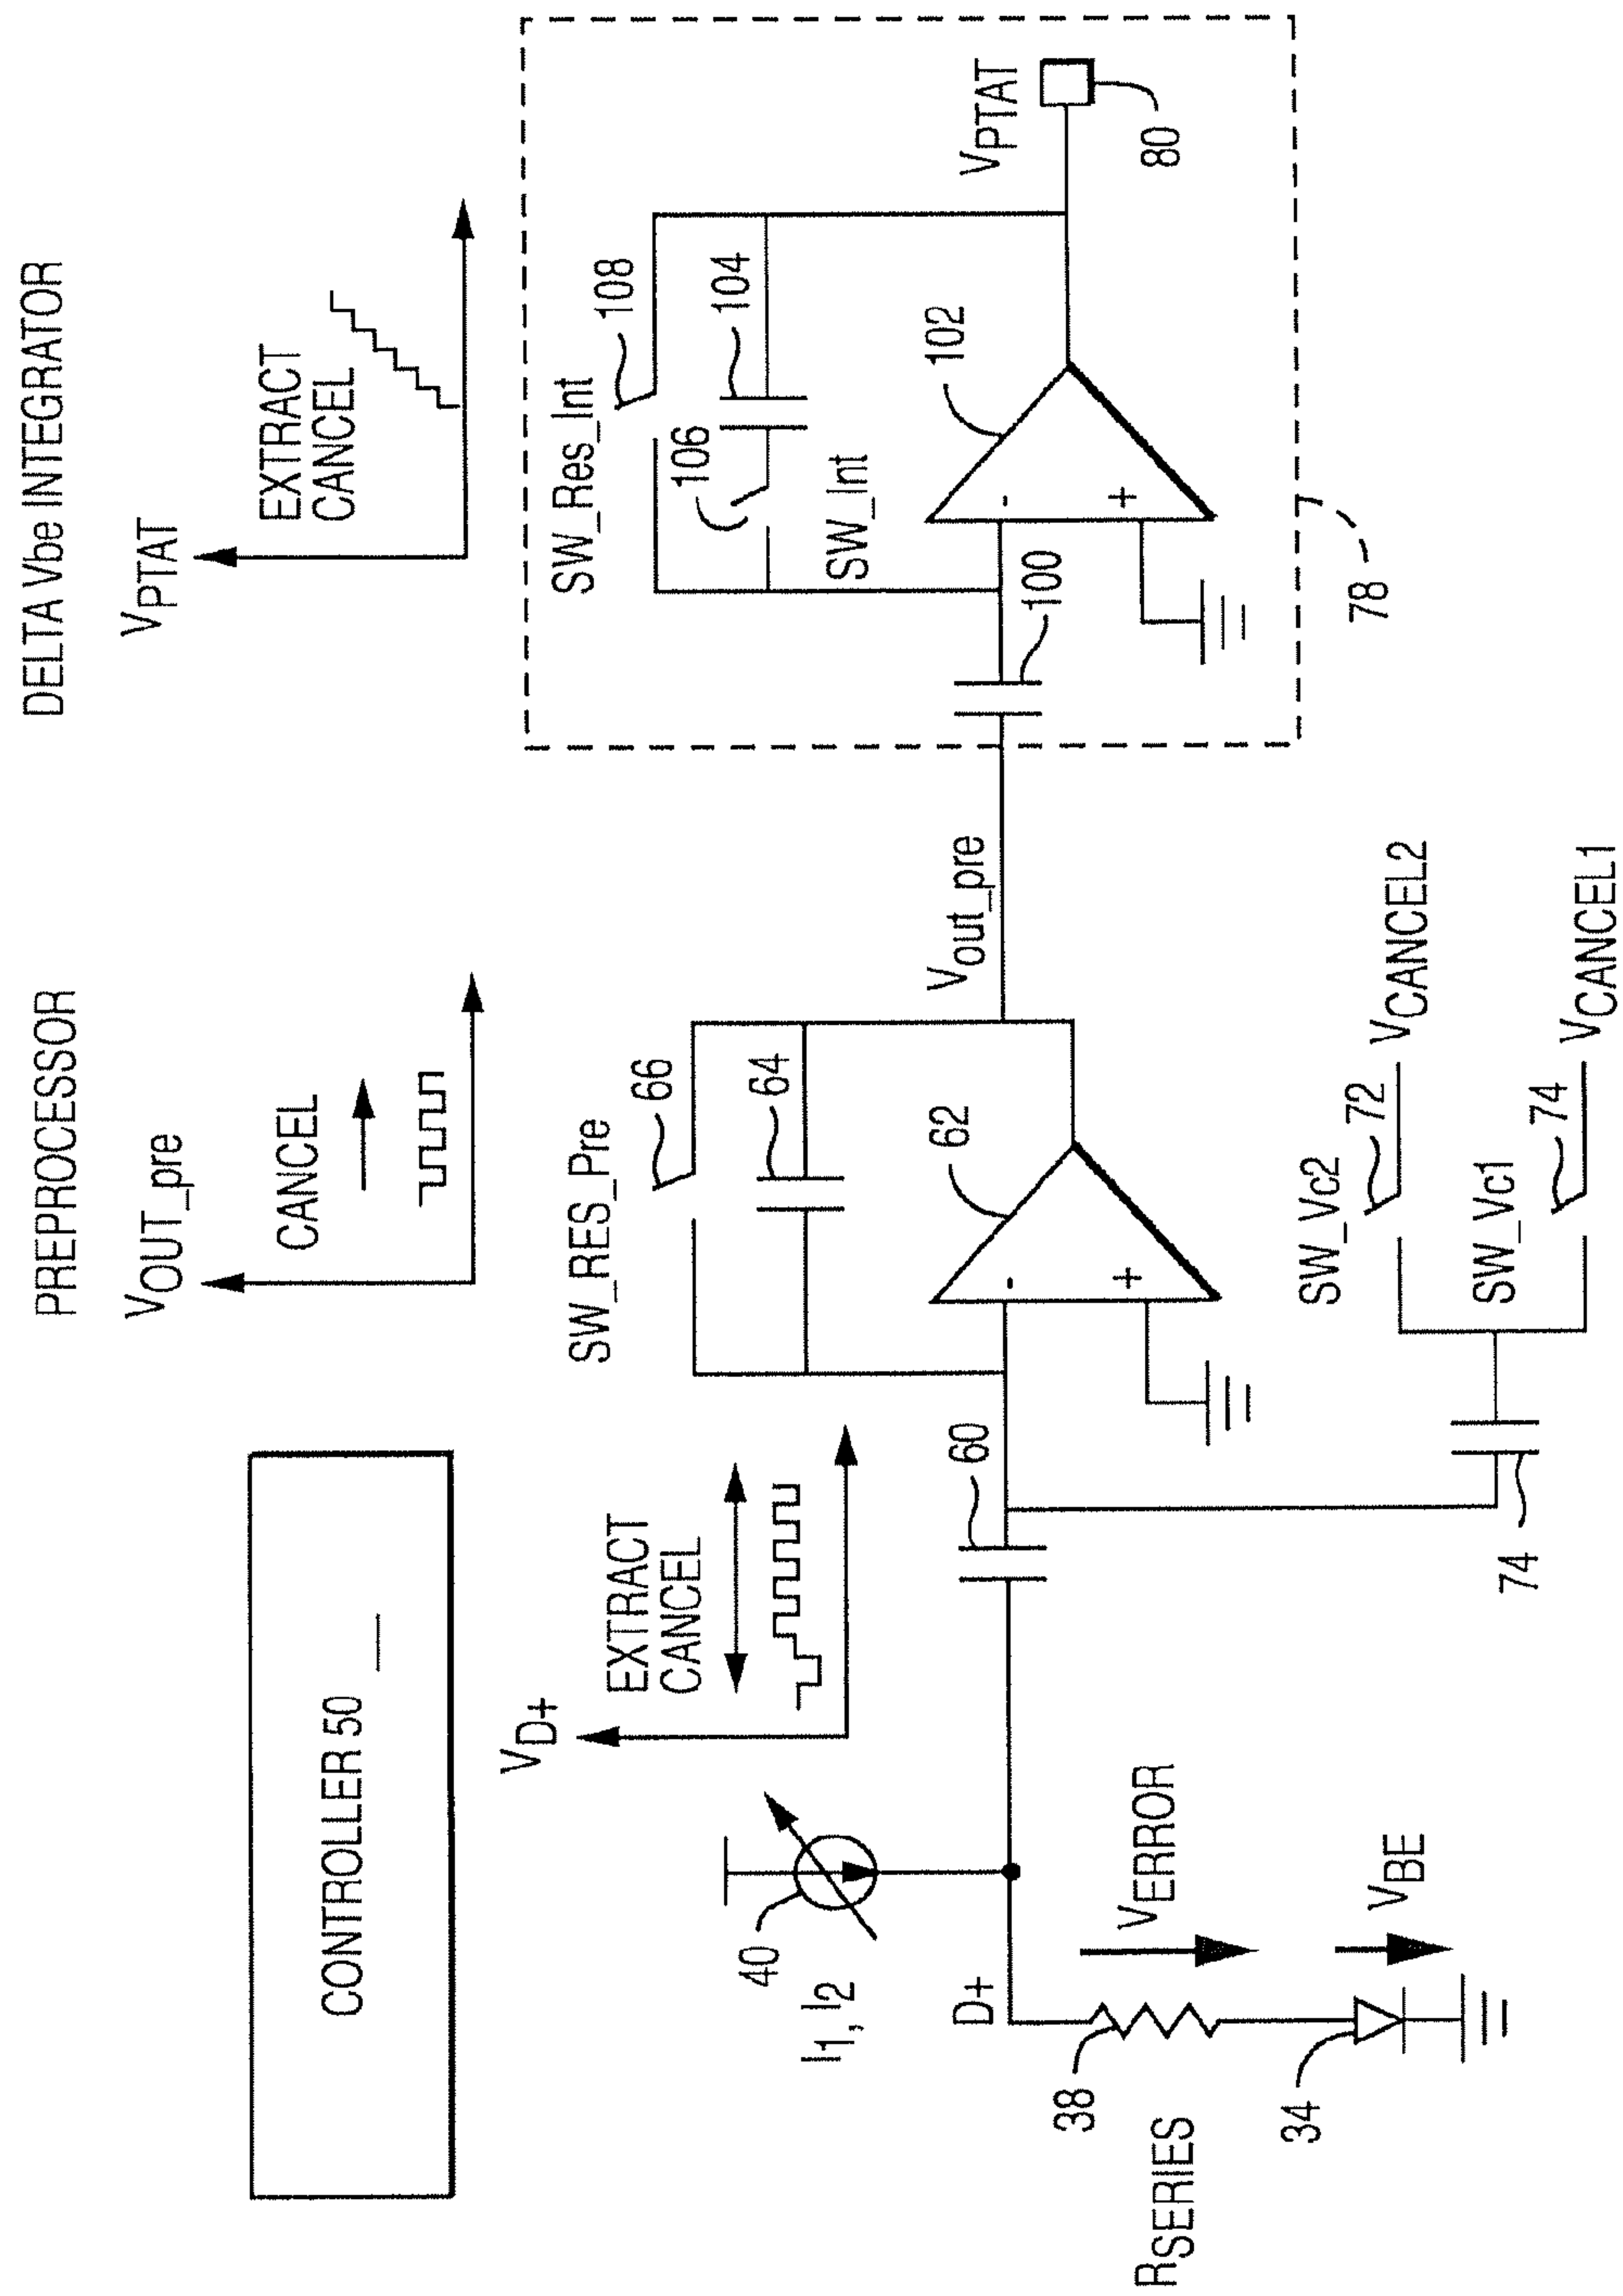 PREPROCESSOR
DELTA Vbe INTEGRATOR
CONTROLLER 50
VOUT_pre
CANCEL
VPTAT
EXTRACT
CANCEL
VD+
EXTRACT
CANCEL
SW_RES_Pre
66
64
62
SW_Res_Int
108
106
104
SW_Int
102
VPTAT
80
40
I1, I2
D+
60
Vout_pre
100
78
38
RSERIES
VERROR
34
VBE
74
SW_Vc2
72
VCANCEL2
SW_Vc1
74
VCANCEL1
-
+
-
+